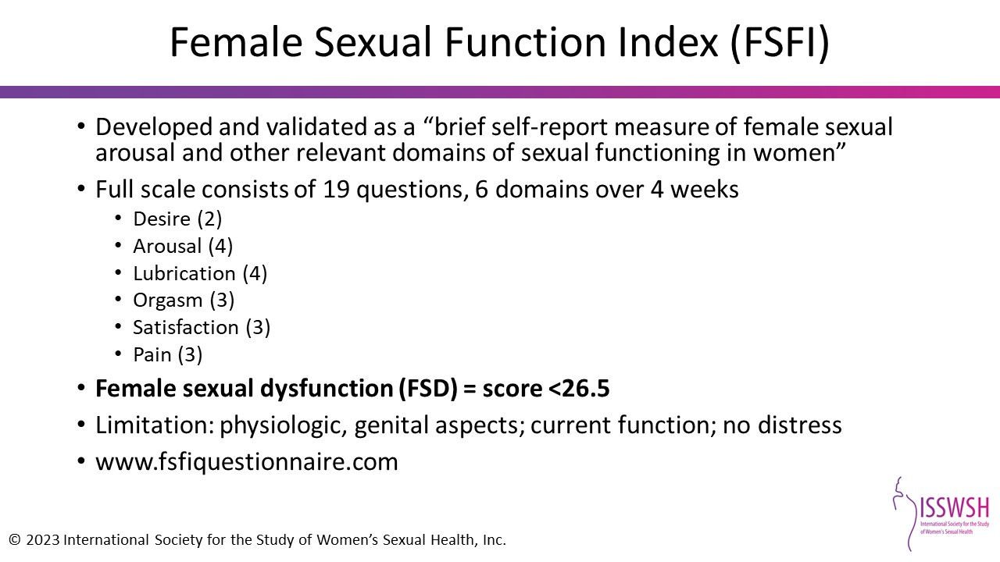 Female Sexual Function Index (FSFI)
• Developed and validated as a “brief self-report measure of female sexual
arousal and other relevant domains of sexual functioning in women”
• Full scale consists of 19 questions, 6 domains over 4 weeks
• Desire (2)
• Arousal (4)
• Lubrication (4)
• Orgasm (3)
• Satisfaction (3)
• Pain (3)
• Female sexual dysfunction (FSD) = score <26.5
• Limitation: physiologic, genital aspects; current function; no distress
• www.fsfiquestionnaire.com
ISSWSH
International Society for the Study
of Women's Sexual Health
© 2023 International Society for the Study of Women’s Sexual Health, Inc.